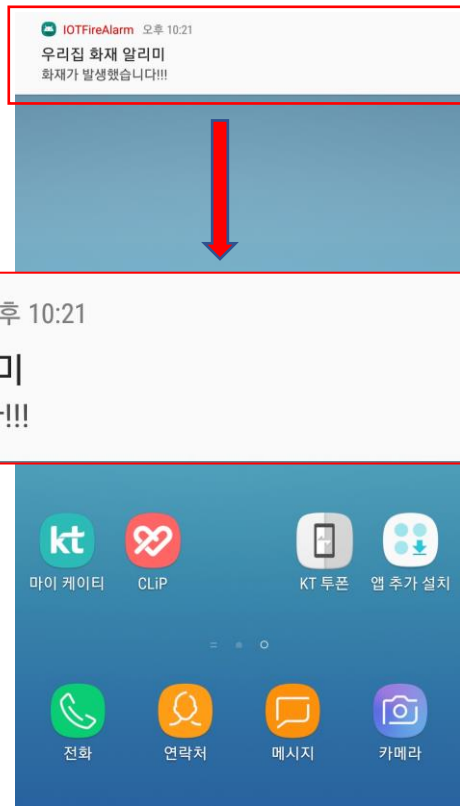 IOTFireAlarm 오후 10:21
우리집 화재 알리미
화재가 발생했습니다!!!
후 10:21
미
!!!
kt
마이 케이티 CLiP KT 투폰 앱 추가 설치
전화 연락처 메시지 카메라